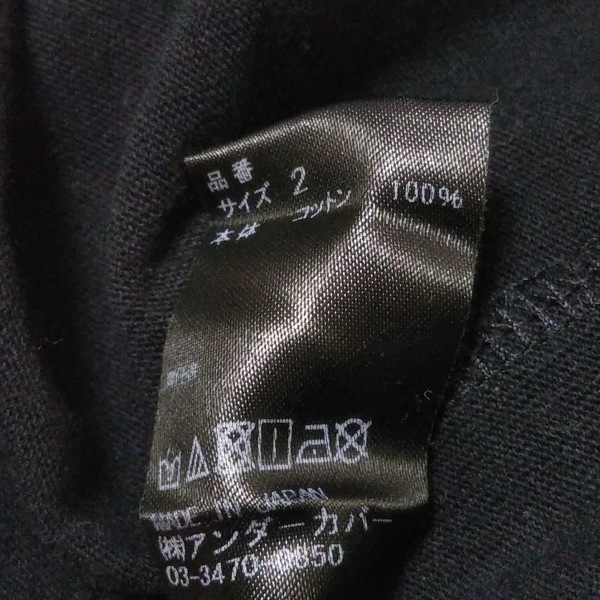 品番
サイズ 2
コットン 100%
MADE IN JAPAN
㈱アンダーカバー